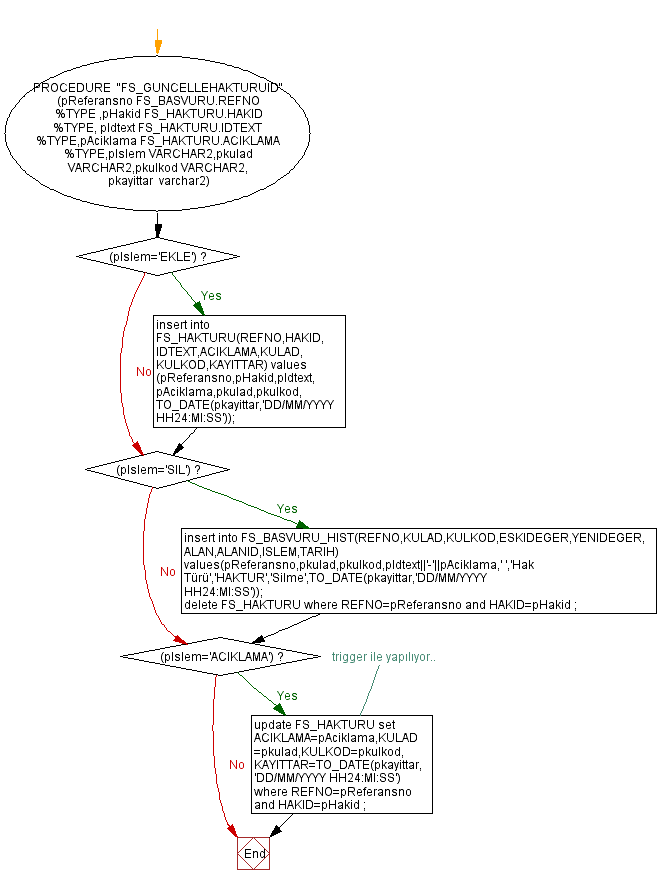 PROCEDURE "FS_GUNCELLEHAKTURUID"
(pReferansno FS_BASVURU.REFNO
%TYPE ,pHakid FS_HAKTURU.HAKID
%TYPE, pIdtext FS_HAKTURU.IDTEXT
%TYPE,pAciklama FS_HAKTURU.ACIKLAMA
%TYPE,pIslem VARCHAR2,pkulad
VARCHAR2,pkulkod VARCHAR2,
pkayittar varchar2)
(pIslem='EKLE') ?
Yes
insert into
FS_HAKTURU(REFNO,HAKID,
IDTEXT,ACIKLAMA,KULAD,
KULKOD,KAYITTAR) values
(pReferansno,pHakid,pIdtext,
pAciklama,pkulad,pkulkod,
TO_DATE(pkayittar,'DD/MM/YYYY
HH24:MI:SS'));
No
(pIslem='SIL') ?
Yes
insert into FS_BASVURU_HIST(REFNO,KULAD,KULKOD,ESKIDEGER,YENIDEGER,
ALAN,ALANID,ISLEM,TARIH)
values(pReferansno,pkulad,pkulkod,pIdtext||'-'||pAciklama,' ','Hak
Türü','HAKTUR','Silme',TO_DATE(pkayittar,'DD/MM/YYYY
HH24:MI:SS'));
delete FS_HAKTURU where REFNO=pReferansno and HAKID=pHakid ;
No
(pIslem='ACIKLAMA') ?
trigger ile yapılıyor..
Yes
update FS_HAKTURU set
ACIKLAMA=pAciklama,KULAD
=pkulad,KULKOD=pkulkod,
KAYITTAR=TO_DATE(pkayittar,
'DD/MM/YYYY HH24:MI:SS')
where REFNO=pReferansno
and HAKID=pHakid ;
No
End